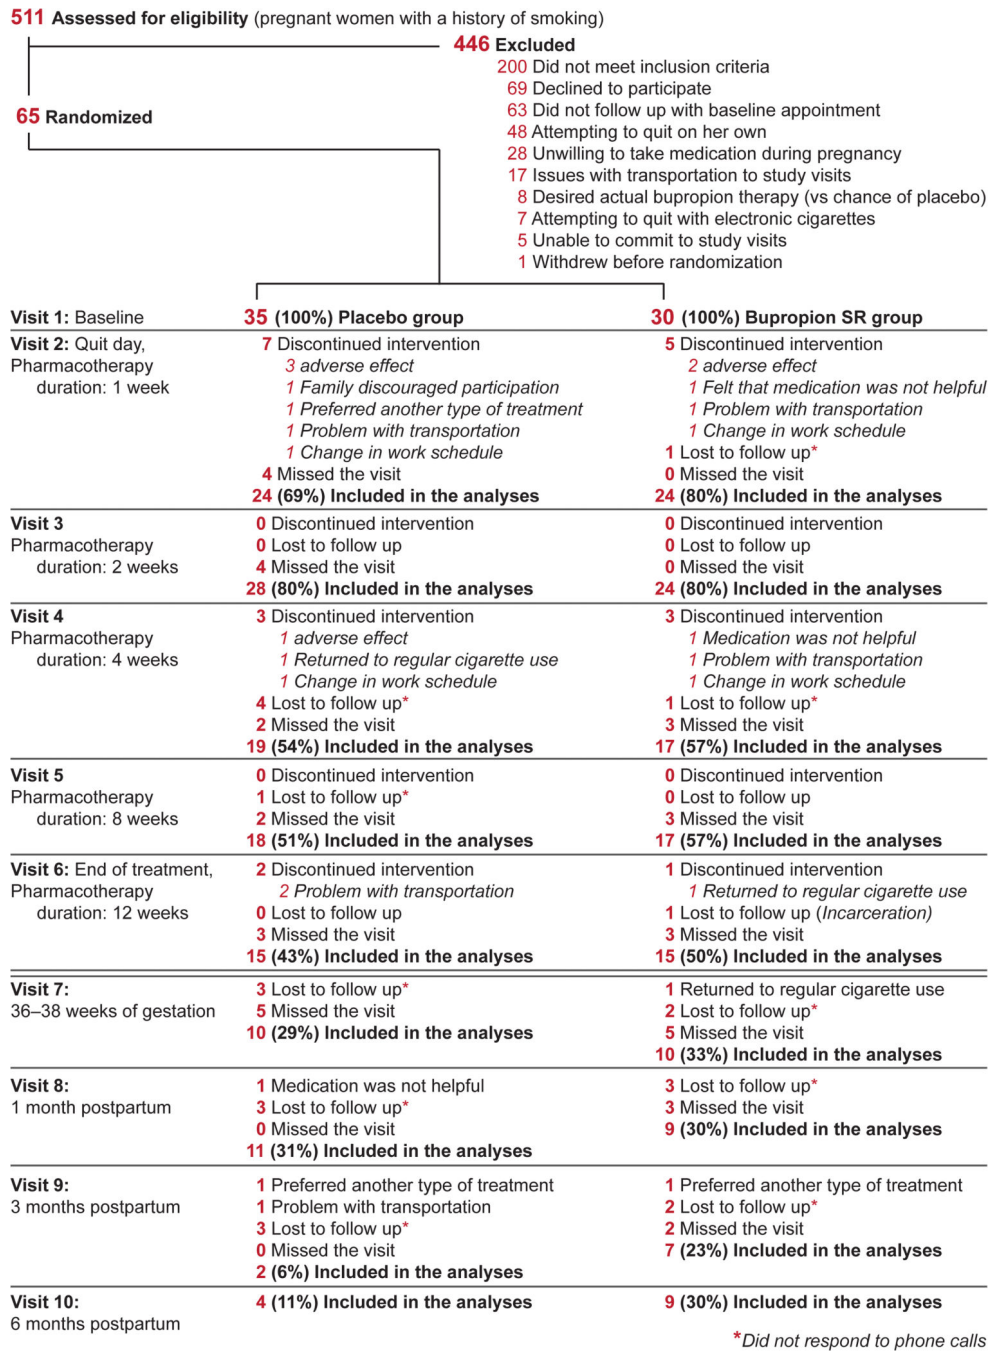 511 Assessed for eligibility (pregnant women with a history of smoking)
446 Excluded
200 Did not meet inclusion criteria
69 Declined to participate
63 Did not follow up with baseline appointment
48 Attempting to quit on her own
28 Unwilling to take medication during pregnancy
17 Issues with transportation to study visits
8 Desired actual bupropion therapy (vs chance of placebo)
7 Attempting to quit with electronic cigarettes
5 Unable to commit to study visits
1 Withdrew before randomization
65 Randomized
Visit 1: Baseline
35 (100%) Placebo group
30 (100%) Bupropion SR group
Visit 2: Quit day,
Pharmacotherapy
duration: 1 week
7 Discontinued intervention
3 adverse effect
1 Family discouraged participation
1 Preferred another type of treatment
1 Problem with transportation
1 Change in work schedule
4 Missed the visit
24 (69%) Included in the analyses
5 Discontinued intervention
2 adverse effect
1 Felt that medication was not helpful
1 Problem with transportation
1 Change in work schedule
1 Lost to follow up*
0 Missed the visit
24 (80%) Included in the analyses
Visit 3
Pharmacotherapy
duration: 2 weeks
0 Discontinued intervention
0 Lost to follow up
4 Missed the visit
28 (80%) Included in the analyses
0 Discontinued intervention
0 Lost to follow up
0 Missed the visit
24 (80%) Included in the analyses
Visit 4
Pharmacotherapy
duration: 4 weeks
3 Discontinued intervention
1 adverse effect
1 Returned to regular cigarette use
1 Change in work schedule
4 Lost to follow up*
2 Missed the visit
19 (54%) Included in the analyses
3 Discontinued intervention
1 Medication was not helpful
1 Problem with transportation
1 Change in work schedule
1 Lost to follow up*
3 Missed the visit
17 (57%) Included in the analyses
Visit 5
Pharmacotherapy
duration: 8 weeks
0 Discontinued intervention
1 Lost to follow up*
2 Missed the visit
18 (51%) Included in the analyses
0 Discontinued intervention
0 Lost to follow up
3 Missed the visit
17 (57%) Included in the analyses
Visit 6: End of treatment,
Pharmacotherapy
duration: 12 weeks
2 Discontinued intervention
2 Problem with transportation
0 Lost to follow up
3 Missed the visit
15 (43%) Included in the analyses
1 Discontinued intervention
1 Returned to regular cigarette use
1 Lost to follow up (Incarceration)
3 Missed the visit
15 (50%) Included in the analyses
Visit 7:
36–38 weeks of gestation
3 Lost to follow up*
5 Missed the visit
10 (29%) Included in the analyses
1 Returned to regular cigarette use
2 Lost to follow up*
5 Missed the visit
10 (33%) Included in the analyses
Visit 8:
1 month postpartum
1 Medication was not helpful
3 Lost to follow up*
0 Missed the visit
11 (31%) Included in the analyses
3 Lost to follow up*
3 Missed the visit
9 (30%) Included in the analyses
Visit 9:
3 months postpartum
1 Preferred another type of treatment
1 Problem with transportation
3 Lost to follow up*
0 Missed the visit
2 (6%) Included in the analyses
1 Preferred another type of treatment
2 Lost to follow up*
2 Missed the visit
7 (23%) Included in the analyses
Visit 10:
6 months postpartum
4 (11%) Included in the analyses
9 (30%) Included in the analyses
*Did not respond to phone calls